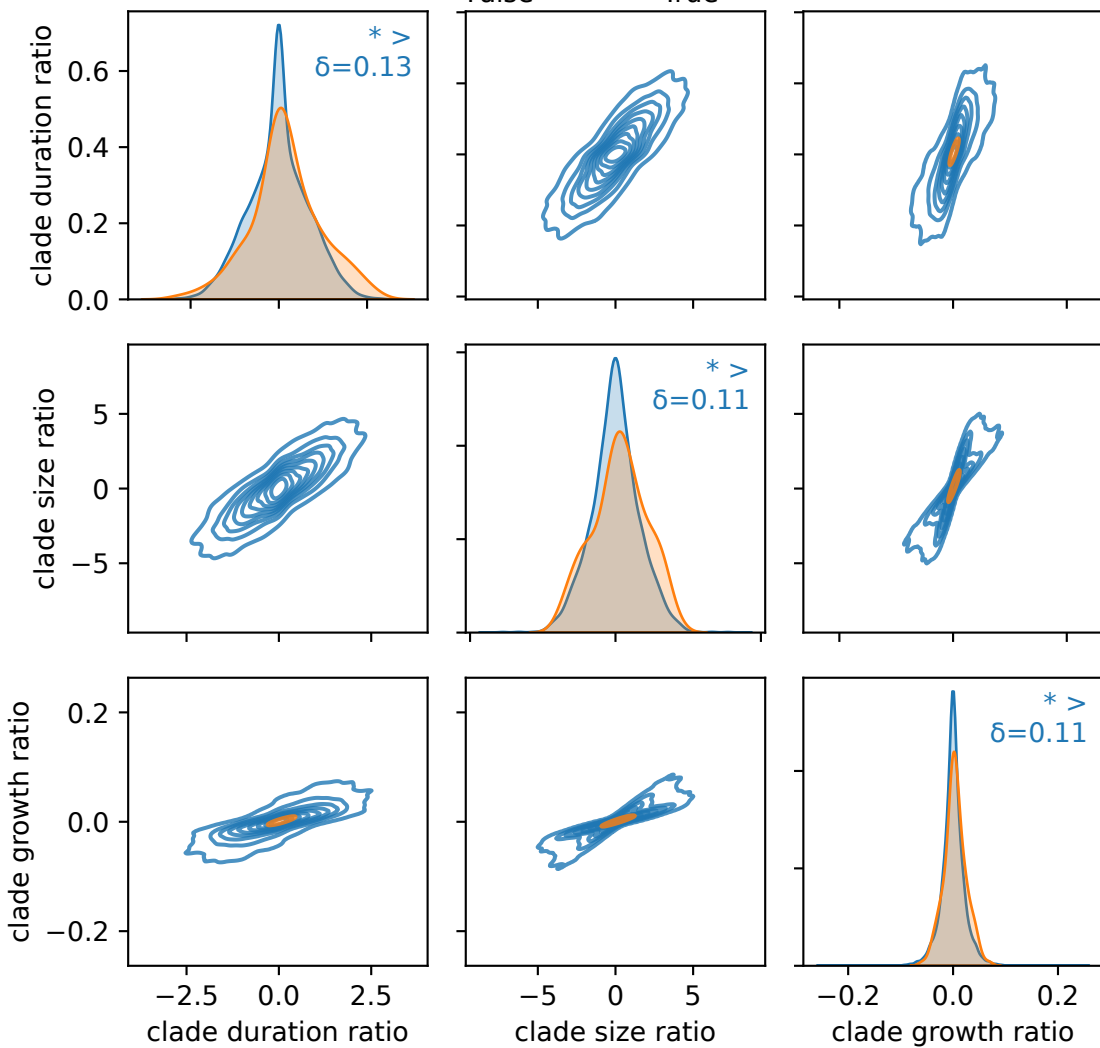 True
clade duration ratio
0.6
0.4
0.2
0.0
* >
δ=0.13
clade size ratio
5
0
−5
* >
δ=0.11
clade growth ratio
0.2
0.0
−0.2
* >
δ=0.11
−2.5
0.0
2.5
−5
0
5
−0.2
0.0
0.2
clade duration ratio
clade size ratio
clade growth ratio